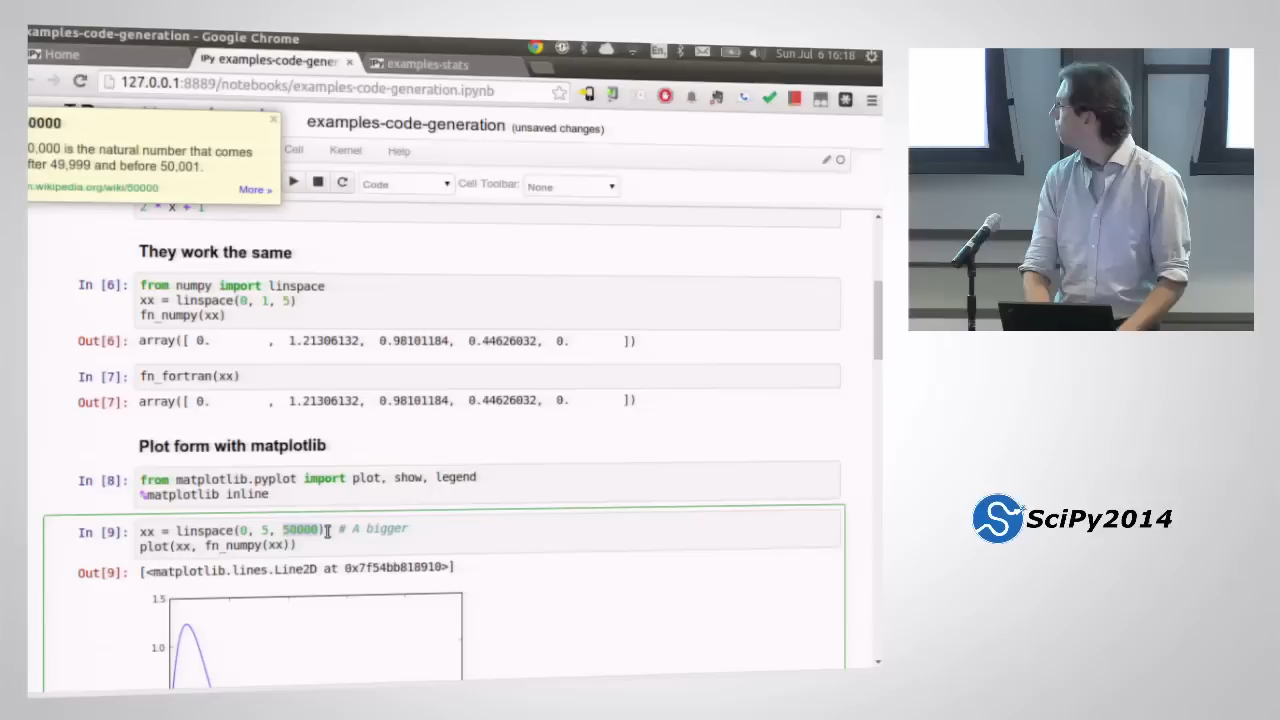 examples-code-generation - Google Chrome
En
Sun Jul 6 16:18
IPy Home
IPy examples-code-gener ×
IPy examples-stats
127.0.0.1:8889/notebooks/examples-code-generation.ipynb
0000
0,000 is the natural number that comes
fter 49,999 and before 50,001.
n.wikipedia.org/wiki/50000
More »
examples-code-generation (unsaved changes)
Cell Kernel Help
Code
Cell Toolbar: None
2 * x + 1
They work the same
In [6]: from numpy import linspace
xx = linspace(0, 1, 5)
fn_numpy(xx)
Out[6]: array([ 0. , 1.21306132, 0.98101184, 0.44626032, 0. ])
In [7]: fn_fortran(xx)
Out[7]: array([ 0. , 1.21306132, 0.98101184, 0.44626032, 0. ])
Plot form with matplotlib
In [8]: from matplotlib.pyplot import plot, show, legend
%matplotlib inline
In [9]: xx = linspace(0, 5, 50000) # A bigger
plot(xx, fn_numpy(xx))
Out[9]: [<matplotlib.lines.Line2D at 0x7f54bb818910>]
1.5
1.0
SciPy2014